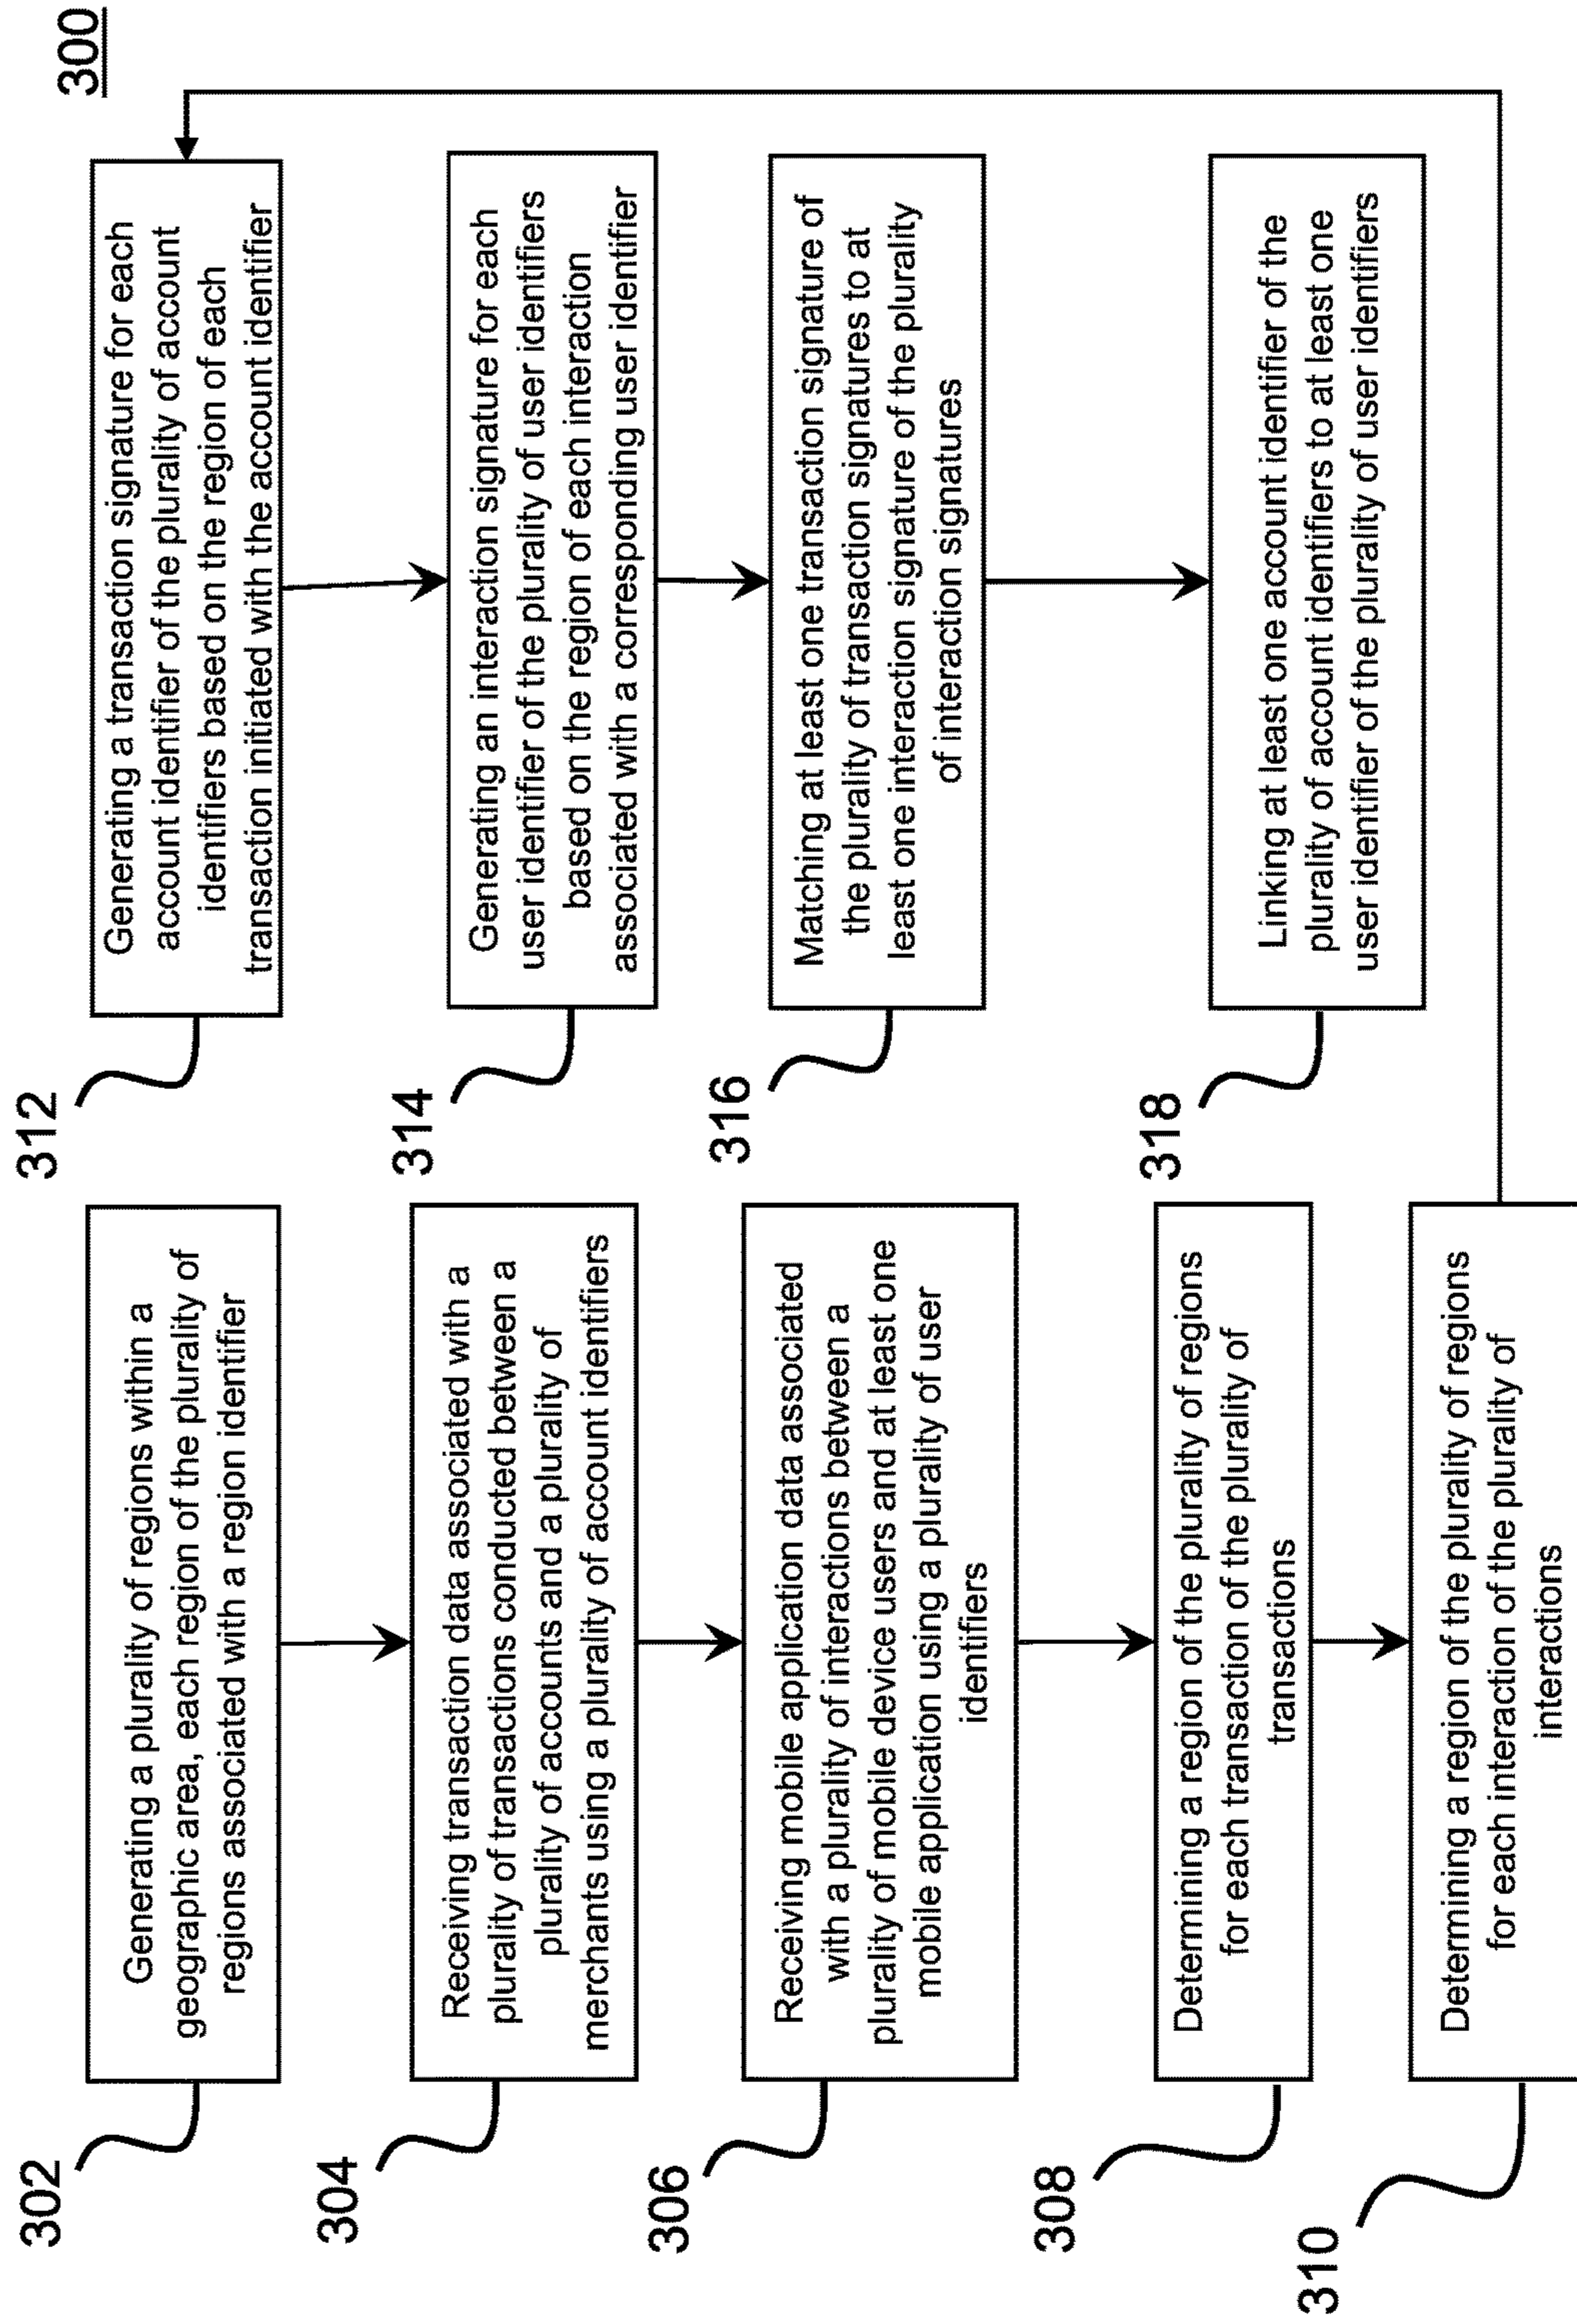 300
302
Generating a plurality of regions within a
geographic area, each region of the plurality of
regions associated with a region identifier
304
Receiving transaction data associated with a
plurality of transactions conducted between a
plurality of accounts and a plurality of
merchants using a plurality of account identifiers
306
Receiving mobile application data associated
with a plurality of interactions between a
plurality of mobile device users and at least one
mobile application using a plurality of user
identifiers
308
Determining a region of the plurality of regions
for each transaction of the plurality of
transactions
310
Determining a region of the plurality of regions
for each interaction of the plurality of
interactions
312
Generating a transaction signature for each
account identifier of the plurality of account
identifiers based on the region of each
transaction initiated with the account identifier
314
Generating an interaction signature for each
user identifier of the plurality of user identifiers
based on the region of each interaction
associated with a corresponding user identifier
316
Matching at least one transaction signature of
the plurality of transaction signatures to at
least one interaction signature of the plurality
of interaction signatures
318
Linking at least one account identifier of the
plurality of account identifiers to at least one
user identifier of the plurality of user identifiers